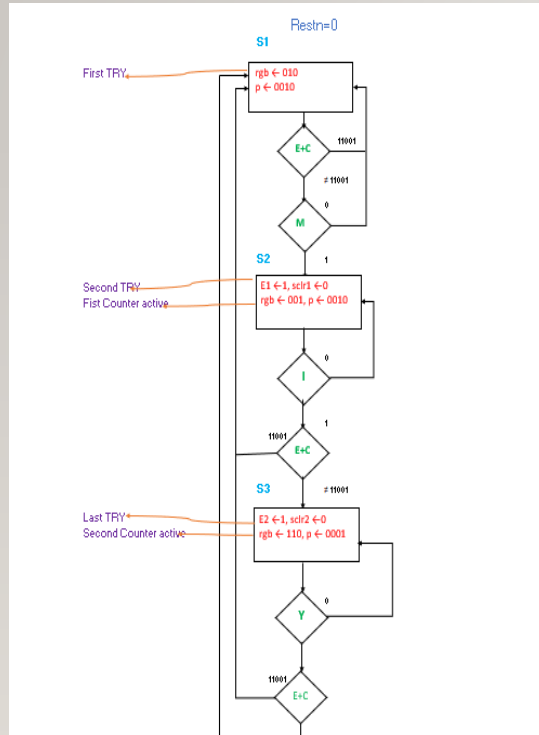 Restn=0
S1
First TRY
rgb ← 010
p ← 0010
E+C
11001
≠ 11001
0
M
1
S2
Second TRY
Fist Counter active
E1 ←1, sclr1 ←0
rgb ← 001, p ← 0010
0
I
1
11001
E+C
≠ 11001
S3
Last TRY
Second Counter active
E2 ←1, sclr2 ←0
rgb ← 110, p ← 0001
0
Y
11001
E+C